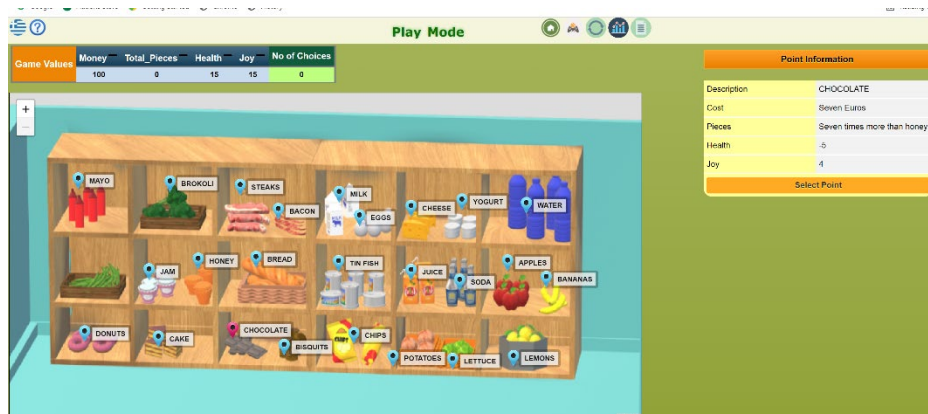 Play Mode
Game Values
Money Total_Pieces Health Joy No of Choices
100 0 15 15 0
Point Information
Description CHOCOLATE
Cost Seven Euros
Pieces Seven times more than honey
Health -5
Joy 4
Select Point
+
MAYO
BROKOLI
STEAKS
BACON
MILK
EGGS
CHEESE
YOGURT
WATER
JAM
HONEY
BREAD
TIN FISH
JUICE
SODA
APPLES
BANANAS
DONUTS
CAKE
CHOCOLATE
BISQUITS
CHIPS
POTATOES
LETTUCE
LEMONS